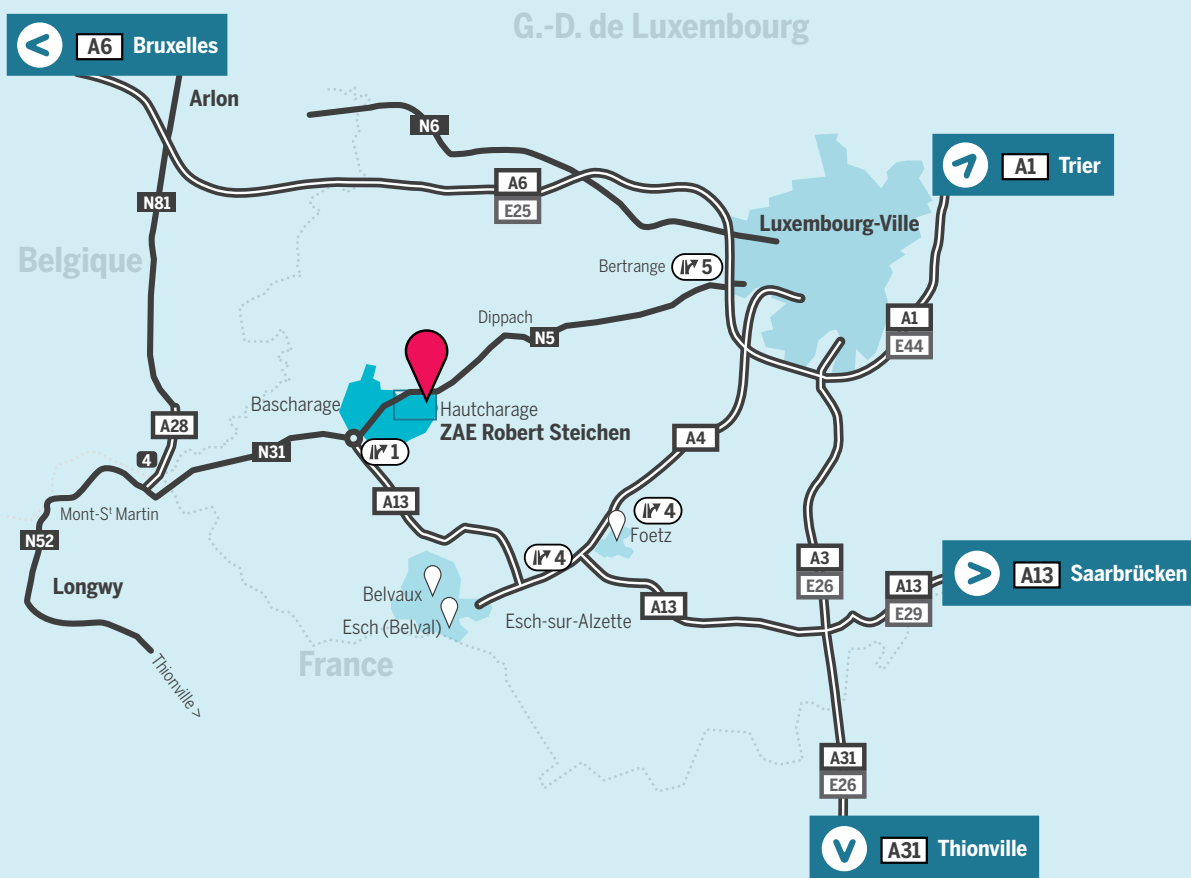 G.-D. de Luxembourg
A6 Bruxelles
Arlon
N6
A1 Trier
A6
E25
N81
Luxembourg-Ville
Belgique
Bertrange 5
Dippach
N5
A1
E44
Bascharage
Hautcharage
ZAE Robert Steichen
A28
A4
1
N31
4
A13
Mont-Sᵗ Martin
4
Foetz
N52
4
A3
E26
A13 Saarbrücken
A13
E29
Longwy
Belvaux
A13
Esch (Belval)
Esch-sur-Alzette
France
Thionville >
A31
E26
A31 Thionville